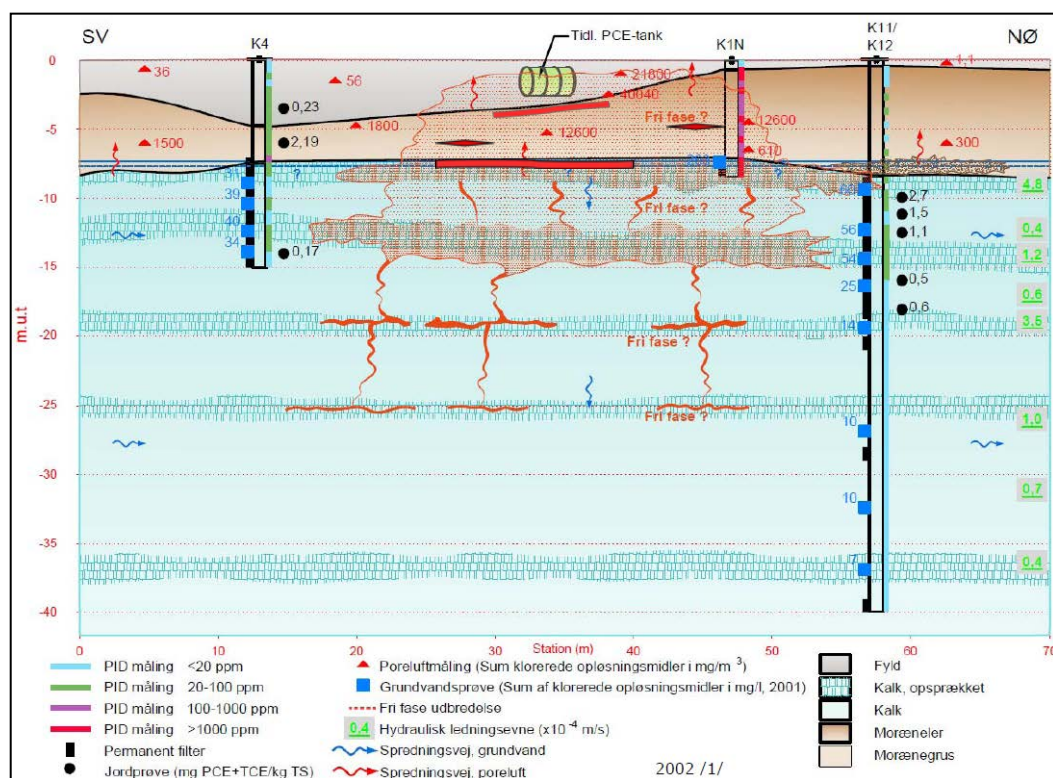 SV
K4
Tidl. PCE-tank
K1N
K11/
K12
NØ
0
-5
-10
-15
-20
-25
-30
-35
-40
m.u.t
36
56
21800
1,1
40040
0,23
Fri fase ?
1800
12600
12600
1500
2,19
610
300
?
?
39
40
34
0,17
Fri fase ?
Fri fase ?
Fri fase ?
Fri fase ?
56
54
25
14
10
10
7
2,7
1,5
1,1
0,5
0,6
4,8
0,4
1,2
0,6
3,5
1,0
0,7
0,4
0
10
20
30
Station (m)
40
50
60
70
PID måling <20 ppm
PID måling 20-100 ppm
PID måling 100-1000 ppm
PID måling >1000 ppm
Permanent filter
Jordprøve (mg PCE+TCE/kg TS)
Poreluftmåling (Sum klorerede opløsningsmidler i mg/m³)
Grundvandsprøve (Sum af klorerede opløsningsmidler i mg/l, 2001)
Fri fase udbredelse
0,4 Hydraulisk ledningsevne (x10⁻⁴ m/s)
Spredningsvej, grundvand
Spredningsvej, poreluft
2002 /1/
Fyld
Kalk, opsprækket
Kalk
Moræneler
Morænegrus